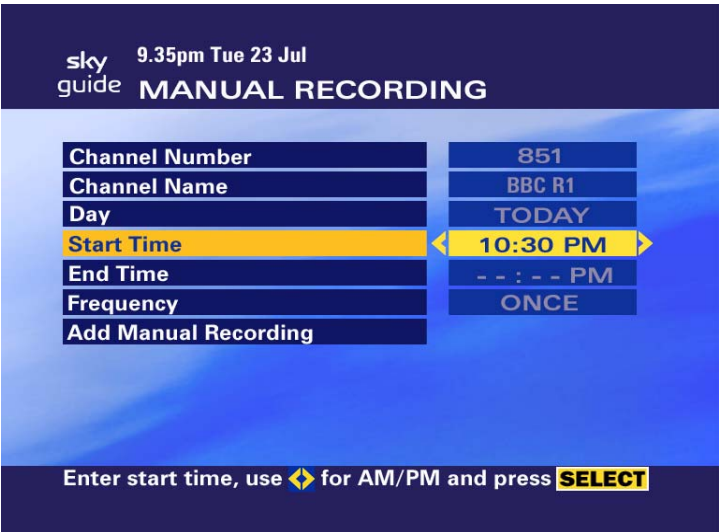 sky guide 9.35pm Tue 23 Jul
MANUAL RECORDING
Channel Number 851
Channel Name BBC R1
Day TODAY
Start Time 10:30 PM
End Time - - : - - PM
Frequency ONCE
Add Manual Recording
Enter start time, use for AM/PM and press SELECT